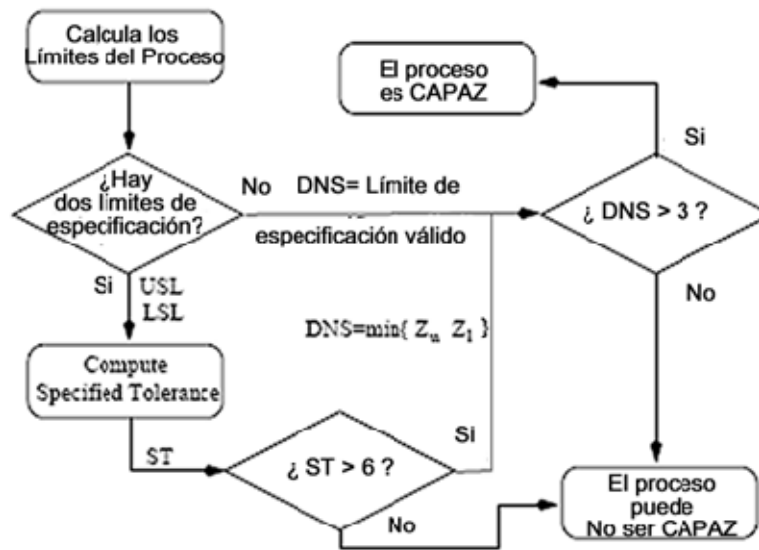 Calcula los
Límites del Proceso
El proceso
es CAPAZ
Si
¿Hay
dos limites de
especificación?
No
DNS= Límite de
especificación válido
¿ DNS > 3 ?
Si
USL
LSL
No
DNS=min{ Zu, Zl }
Compute
Specified Tolerance
ST
¿ ST > 6 ?
Si
No
El proceso
puede
No ser CAPAZ